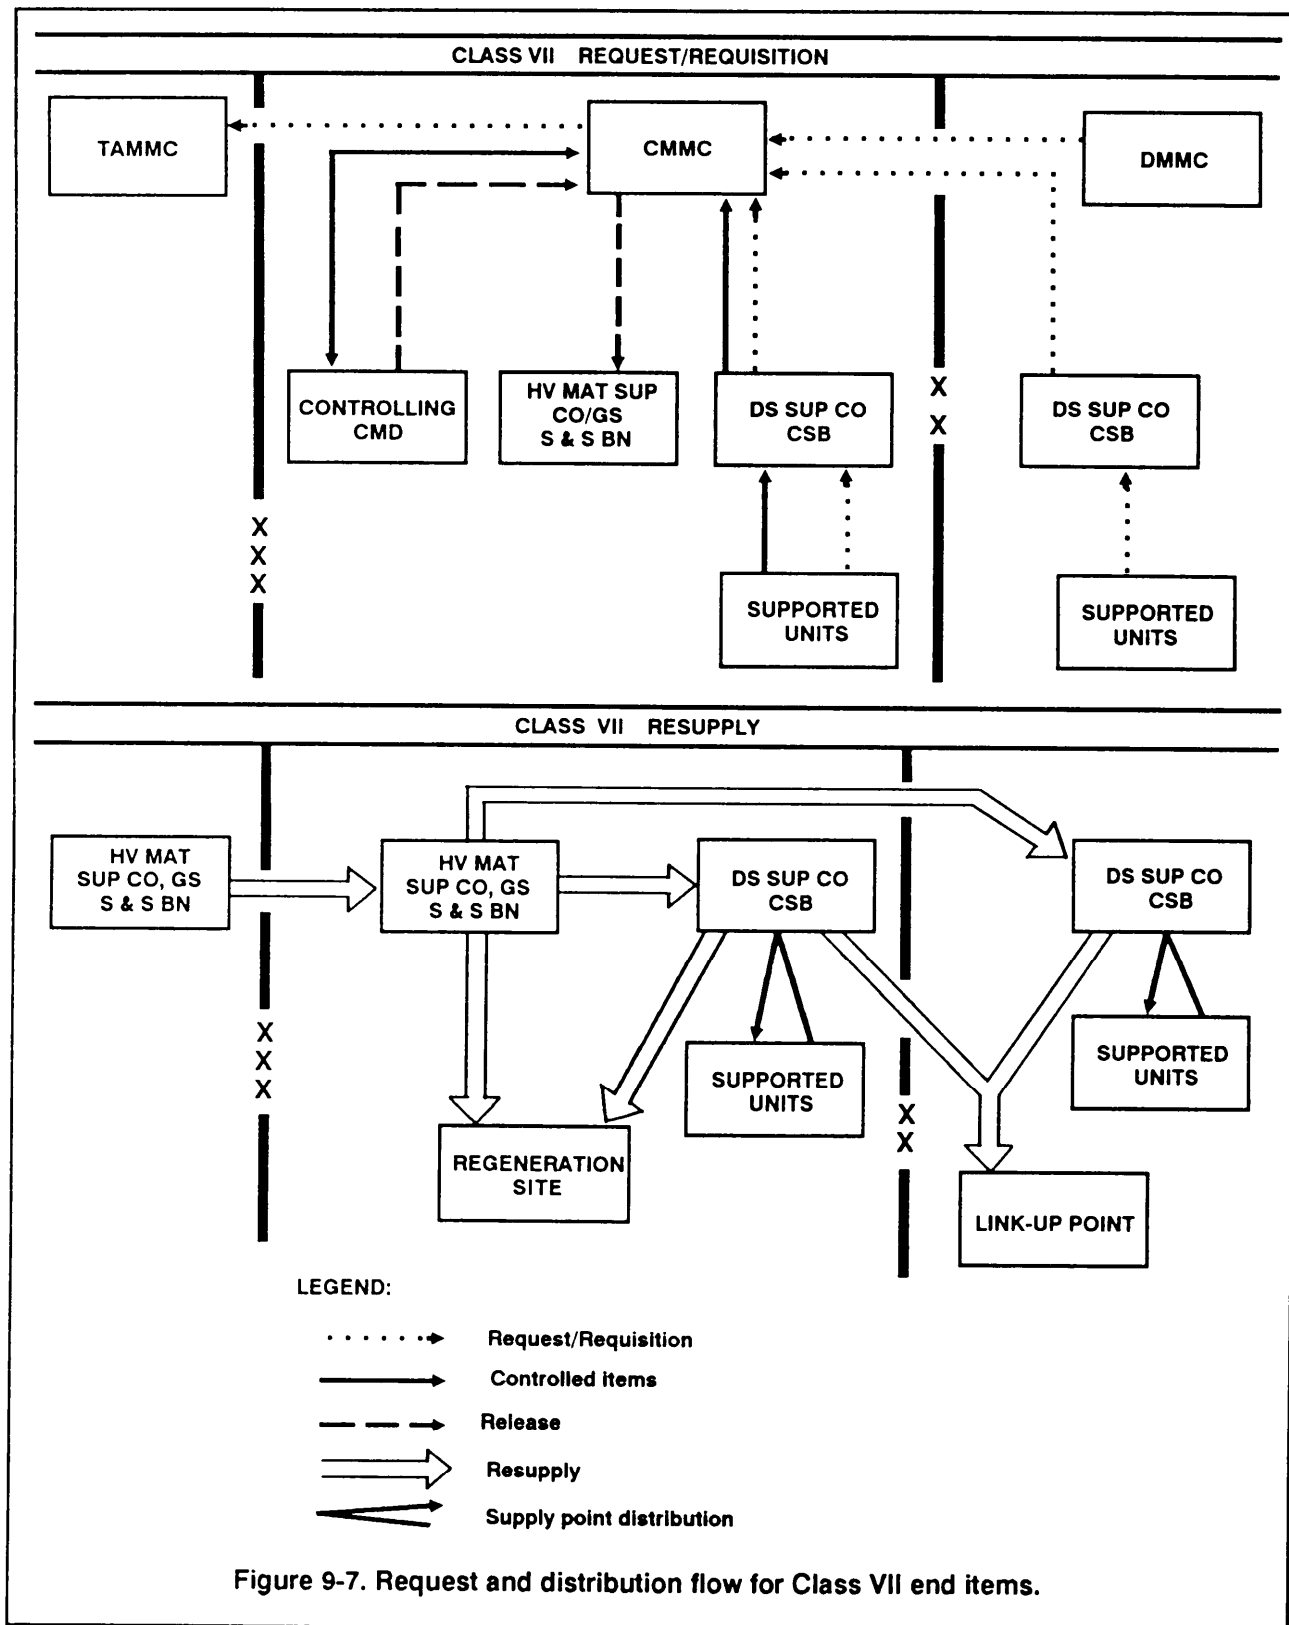 CLASS VII REQUEST/REQUISITION
TAMMC
CMMC
DMMC
CONTROLLING
CMD
HV MAT SUP
CO/GS
S & S BN
DS SUP CO
CSB
X
X
DS SUP CO
CSB
X
X
X
SUPPORTED
UNITS
SUPPORTED
UNITS
CLASS VII RESUPPLY
HV MAT
SUP CO, GS
S & S BN
HV MAT
SUP CO, GS
S & S BN
DS SUP CO
CSB
DS SUP CO
CSB
X
X
X
SUPPORTED
UNITS
SUPPORTED
UNITS
X
X
REGENERATION
SITE
LINK-UP POINT
LEGEND:
Request/Requisition
Controlled items
Release
Resupply
Supply point distribution
Figure 9-7. Request and distribution flow for Class VII end items.